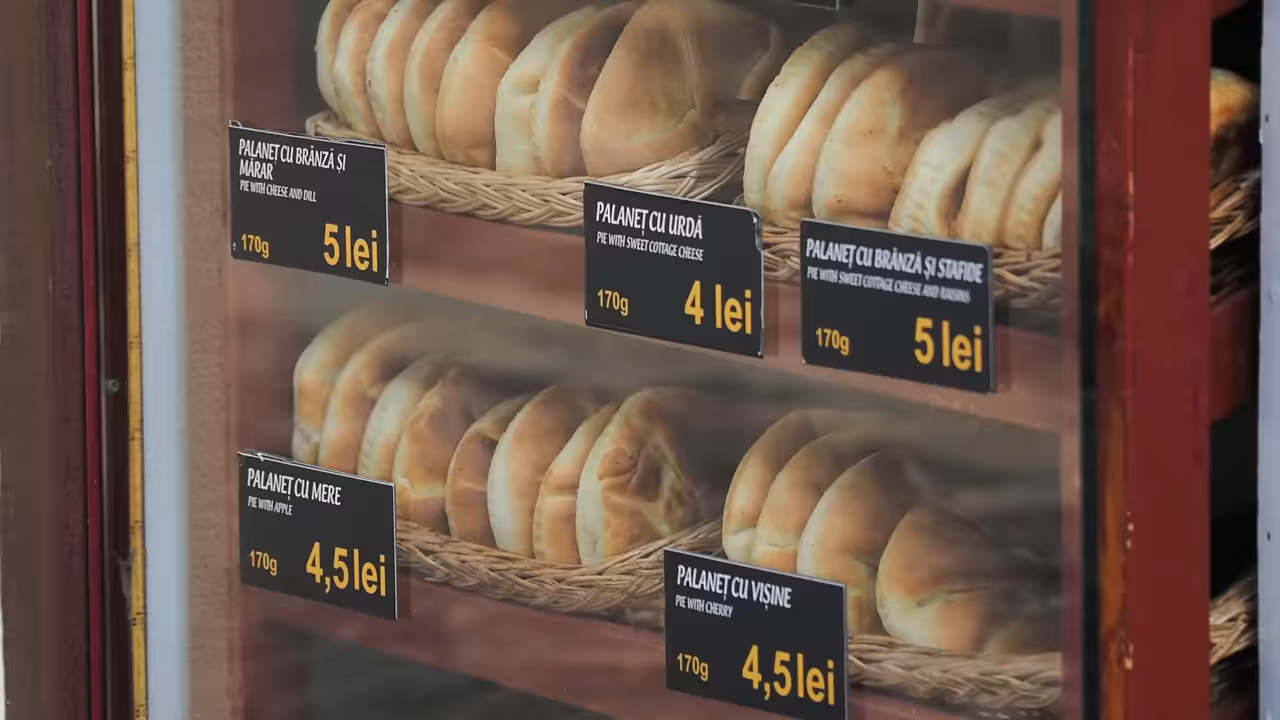 PALANEȚ CU BRÂNZĂ ȘI
MĂRAR
PIE WITH CHEESE AND DILL
170g
5 lei
PALANEȚ CU URDĂ
PIE WITH SWEET COTTAGE CHEESE
170g
4 lei
PALANEȚ CU BRÂNZĂ ȘI STAFIDE
PIE WITH SWEET COTTAGE CHEESE AND RAISINS
170g
5 lei
PALANEȚ CU MERE
PIE WITH APPLE
170g
4,5 lei
PALANEȚ CU VIȘINE
PIE WITH CHERRY
170g
4,5 lei